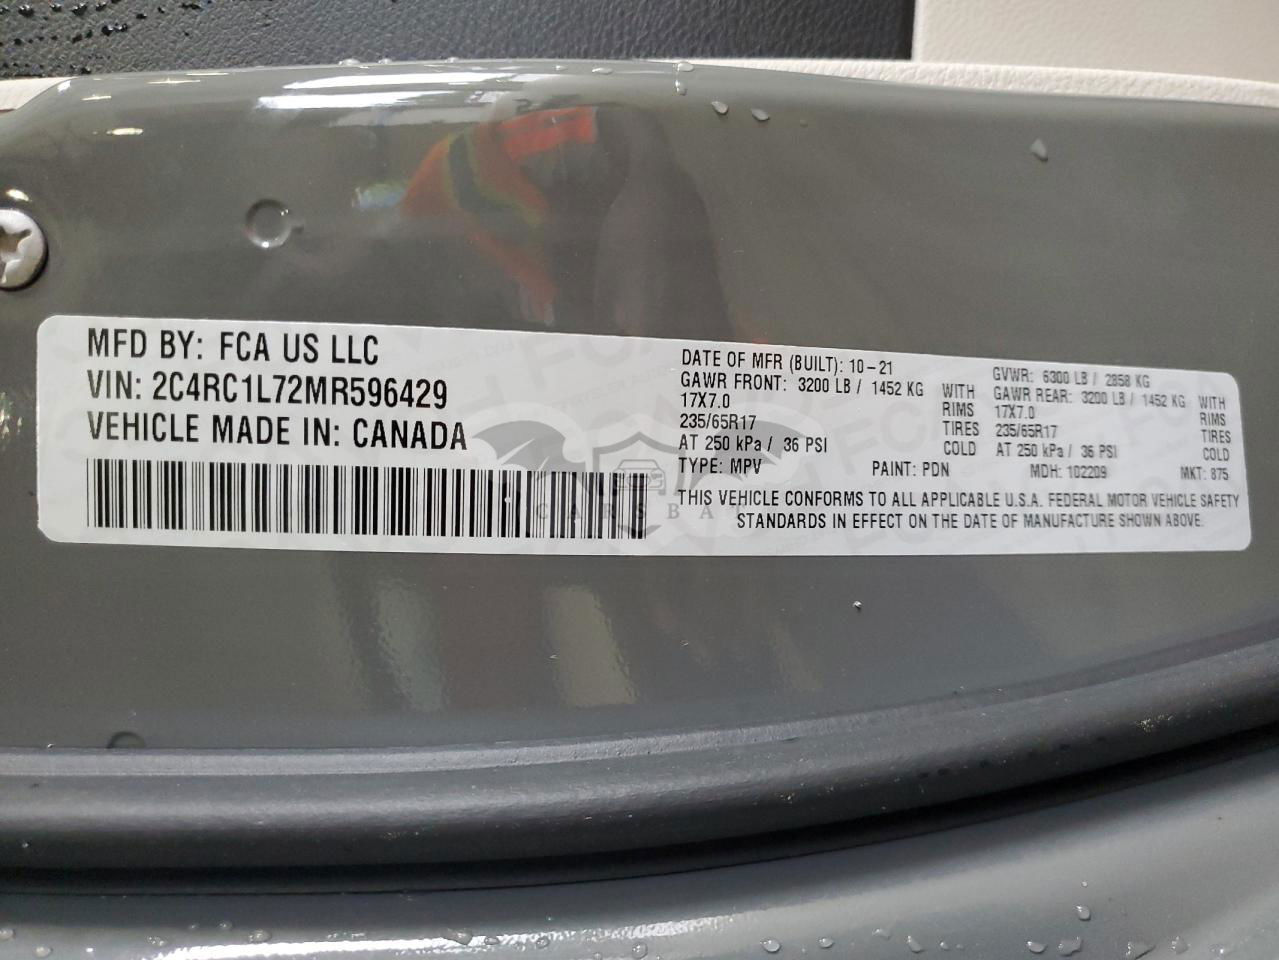 MFD BY: FCA US LLC
VIN: 2C4RC1L72MR596429
VEHICLE MADE IN: CANADA
DATE OF MFR (BUILT): 10-21
GVWR: 6300 LB / 2858 KG
GAWR FRONT: 3200 LB / 1452 KG WITH
17X7.0 RIMS
235/65R17 TIRES
AT 250 kPa / 36 PSI COLD
GAWR REAR: 3200 LB / 1452 KG WITH
17X7.0 RIMS
235/65R17 TIRES
AT 250 kPa / 36 PSI COLD
TYPE: MPV PAINT: PDN MDH: 102209 MKT: 875
THIS VEHICLE CONFORMS TO ALL APPLICABLE U.S.A. FEDERAL MOTOR VEHICLE SAFETY
STANDARDS IN EFFECT ON THE DATE OF MANUFACTURE SHOWN ABOVE.
CARSBAT